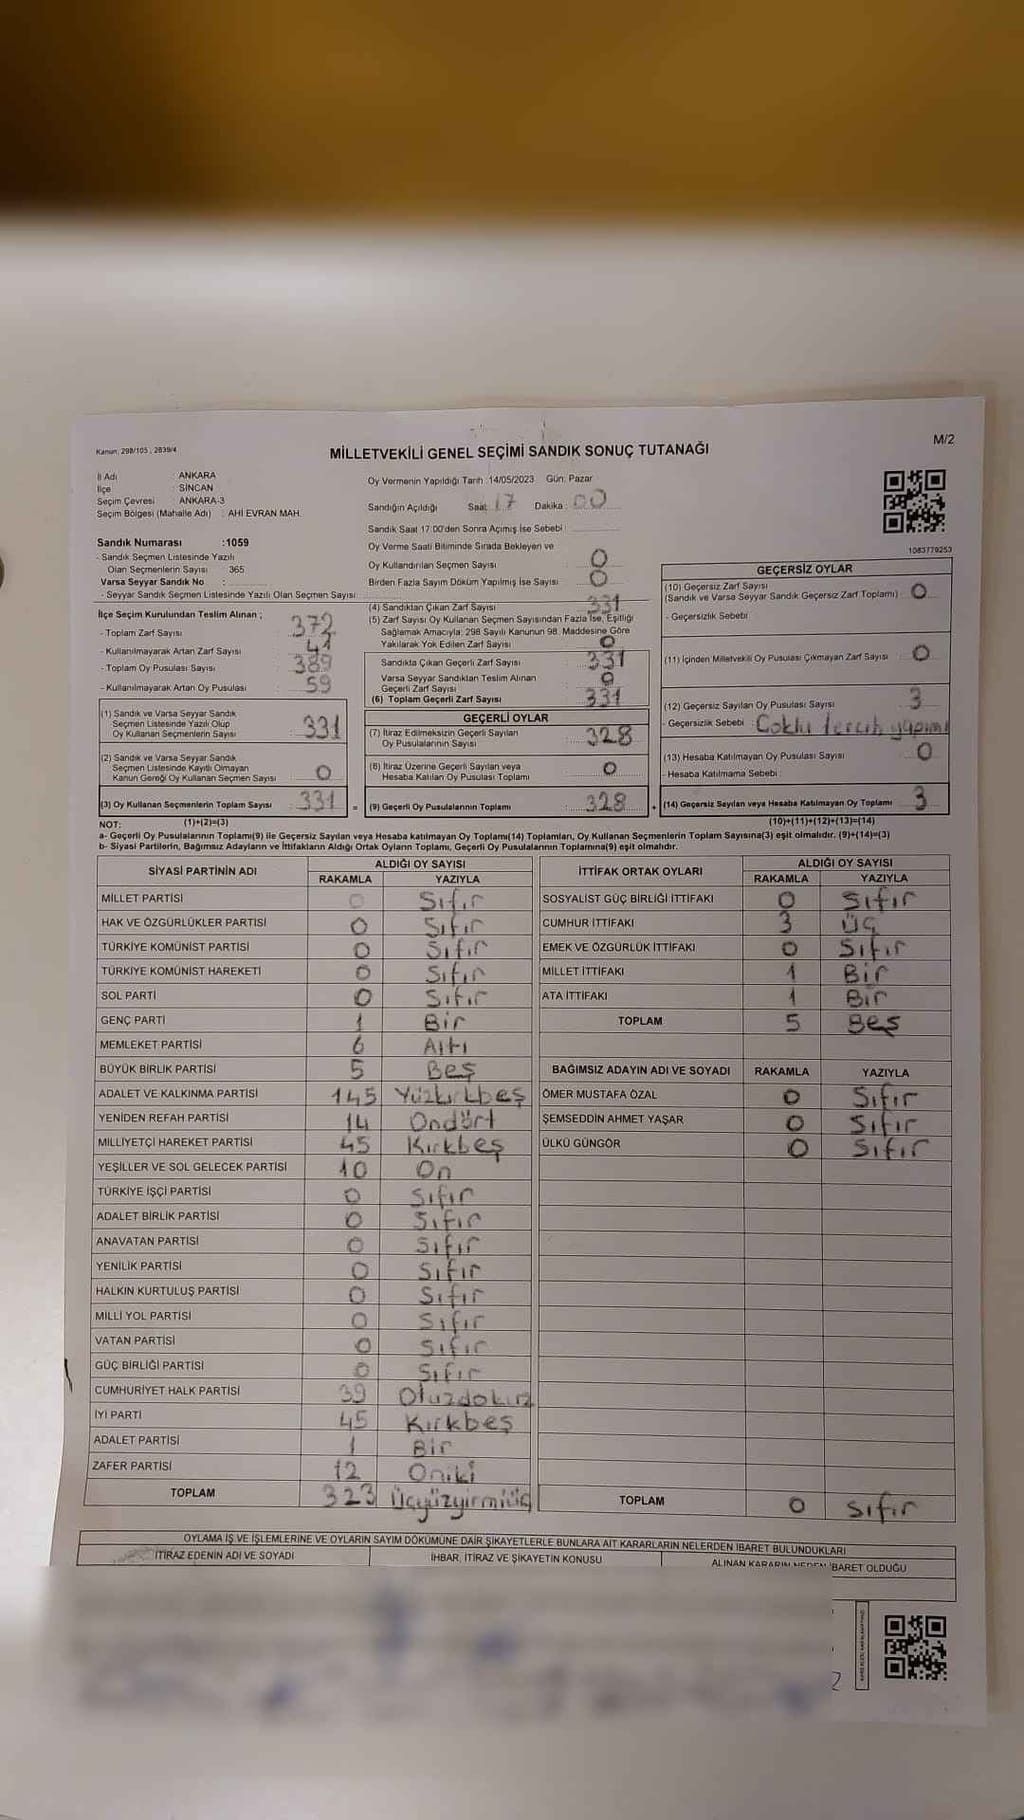 Kanun: 298/105 , 2839/4
MİLLETVEKİLİ GENEL SEÇİMİ SANDIK SONUÇ TUTANAĞI
M/2
İl Adı : ANKARA
İlçe : SİNCAN
Seçim Çevresi : ANKARA-3
Seçim Bölgesi (Mahalle Adı) : AHİ EVRAN MAH.
Sandık Numarası :1059
- Sandık Seçmen Listesinde Yazılı
Olan Seçmenlerin Sayısı 365
Varsa Seyyar Sandık No :
- Seyyar Sandık Seçmen Listesinde Yazılı Olan Seçmen Sayısı
Oy Vermenin Yapıldığı Tarih :14/05/2023 Gün: Pazar
Sandığın Açıldığı Saat 17 Dakika : 00
Sandık Saat 17:00'den Sonra Açımış İse Sebebi :
Oy Verme Saati Bitiminde Sırada Bekleyen ve
Oy Kullandırılan Seçmen Sayısı 0
Birden Fazla Sayım Döküm Yapılmış İse Sayısı 0
1083779253
İlçe Seçim Kurulundan Teslim Alınan ;
- Toplam Zarf Sayısı 372
- Kullanılmayarak Artan Zarf Sayısı 41
- Toplam Oy Pusulası Sayısı 389
- Kullanılmayarak Artan Oy Pusulası 59
(1) Sandık ve Varsa Seyyar Sandık
Seçmen Listesinde Yazılı Olup
Oy Kullanan Seçmenlerin Sayısı 331
(2) Sandık ve Varsa Seyyar Sandık
Seçmen Listesinde Kayıtlı Olmayan
Kanun Gereği Oy Kullanan Seçmen Sayısı 0
(3) Oy Kullanan Seçmenlerin Toplam Sayısı 331 =
(4) Sandıktan Çıkan Zarf Sayısı 331
(5) Zarf Sayısı Oy Kullanan Seçmen Sayısından Fazla İse, Eşitliği
Sağlamak Amacıyla; 298 Sayılı Kanunun 98. Maddesine Göre
Yakılarak Yok Edilen Zarf Sayısı 0
Sandıkta Çıkan Geçerli Zarf Sayısı 331
Varsa Seyyar Sandıktan Teslim Alınan
Geçerli Zarf Sayısı 0
(6) Toplam Geçerli Zarf Sayısı 331
GEÇERLİ OYLAR
(7) İtiraz Edilmeksizin Geçerli Sayılan
Oy Pusulalarının Sayısı 328
(8) İtiraz Üzerine Geçerli Sayılan veya
Hesaba Katılan Oy Pusulası Toplamı 0
(9) Geçerli Oy Pusulalarının Toplamı 328 +
GEÇERSİZ OYLAR
(10) Geçersiz Zarf Sayısı
(Sandık ve Varsa Seyyar Sandık Geçersiz Zarf Toplamı) 0
- Geçersizlik Sebebi
(11) İçinden Milletvekili Oy Pusulası Çıkmayan Zarf Sayısı 0
(12) Geçersiz Sayılan Oy Pusulası Sayısı 3
- Geçersizlik Sebebi : Çoklu tercih yapımı
(13) Hesaba Katılmayan Oy Pusulası Sayısı 0
- Hesaba Katılmama Sebebi :
(14) Geçersiz Sayılan veya Hesaba Katılmayan Oy Toplamı 3
NOT: (1)+(2)=(3) (10)+(11)+(12)+(13)=(14)
a- Geçerli Oy Pusulalarının Toplamı(9) ile Geçersiz Sayılan veya Hesaba katılmayan Oy Toplamı(14) Toplamları, Oy Kullanan Seçmenlerin Toplam Sayısına(3) eşit olmalıdır. (9)+(14)=(3)
b- Siyasi Partilerin, Bağımsız Adayların ve İttifakların Aldığı Ortak Oyların Toplamı, Geçerli Oy Pusulalarının Toplamına(9) eşit olmalıdır.
SİYASİ PARTİNİN ADI ALDIĞI OY SAYISI
RAKAMLA YAZIYLA
MİLLET PARTİSİ 0 Sıfır
HAK VE ÖZGÜRLÜKLER PARTİSİ 0 Sıfır
TÜRKİYE KOMÜNİST PARTİSİ 0 Sıfır
TÜRKİYE KOMÜNİST HAREKETİ 0 Sıfır
SOL PARTİ 0 Sıfır
GENÇ PARTİ 1 Bir
MEMLEKET PARTİSİ 6 Altı
BÜYÜK BİRLİK PARTİSİ 5 Beş
ADALET VE KALKINMA PARTİSİ 145 Yüzkırkbeş
YENİDEN REFAH PARTİSİ 14 Ondört
MİLLİYETÇİ HAREKET PARTİSİ 45 Kırkbeş
YEŞİLLER VE SOL GELECEK PARTİSİ 10 On
TÜRKİYE İŞÇİ PARTİSİ 0 Sıfır
ADALET BİRLİK PARTİSİ 0 Sıfır
ANAVATAN PARTİSİ 0 Sıfır
YENİLİK PARTİSİ 0 Sıfır
HALKIN KURTULUŞ PARTİSİ 0 Sıfır
MİLLİ YOL PARTİSİ 0 Sıfır
VATAN PARTİSİ 0 Sıfır
GÜÇ BİRLİĞİ PARTİSİ 0 Sıfır
CUMHURİYET HALK PARTİSİ 39 Otuzdokuz
İYİ PARTİ 45 Kırkbeş
ADALET PARTİSİ 1 Bir
ZAFER PARTİSİ 12 Oniki
TOPLAM 323 Üçyüzyirmiüç
İTTİFAK ORTAK OYLARI ALDIĞI OY SAYISI
RAKAMLA YAZIYLA
SOSYALİST GÜÇ BİRLİĞİ İTTİFAKI 0 Sıfır
CUMHUR İTTİFAKI 3 Üç
EMEK VE ÖZGÜRLÜK İTTİFAKI 0 Sıfır
MİLLET İTTİFAKI 1 Bir
ATA İTTİFAKI 1 Bir
TOPLAM 5 Beş
BAĞIMSIZ ADAYIN ADI VE SOYADI RAKAMLA YAZIYLA
ÖMER MUSTAFA ÖZAL 0 Sıfır
ŞEMSEDDİN AHMET YAŞAR 0 Sıfır
ÜLKÜ GÜNGÖR 0 Sıfır
TOPLAM 0 Sıfır
OYLAMA İŞ VE İŞLEMLERİNE VE OYLARIN SAYIM DÖKÜMÜNE DAİR ŞİKAYETLERLE BUNLARA AİT KARARLARIN NELERDEN İBARET BULUNDUKLARI
İTİRAZ EDENİN ADI VE SOYADI İHBAR, İTİRAZ VE ŞİKAYETİN KONUSU ALINAN KARARIN NEDEN İBARET OLDUĞU